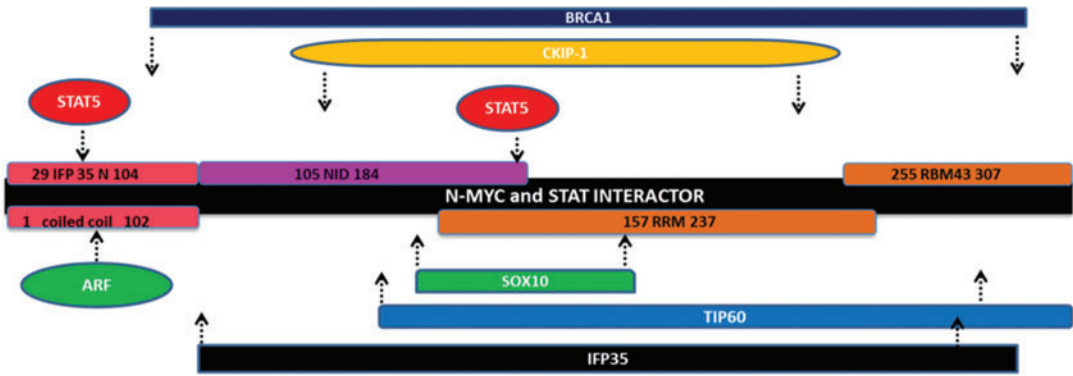 BRCA1
CKIP-1
STAT5
STAT5
29 IFP 35 N 104
105 NID 184
255 RBM43 307
N-MYC and STAT INTERACTOR
1 coiled coil 102
157 RRM 237
ARF
SOX10
TIP60
IFP35